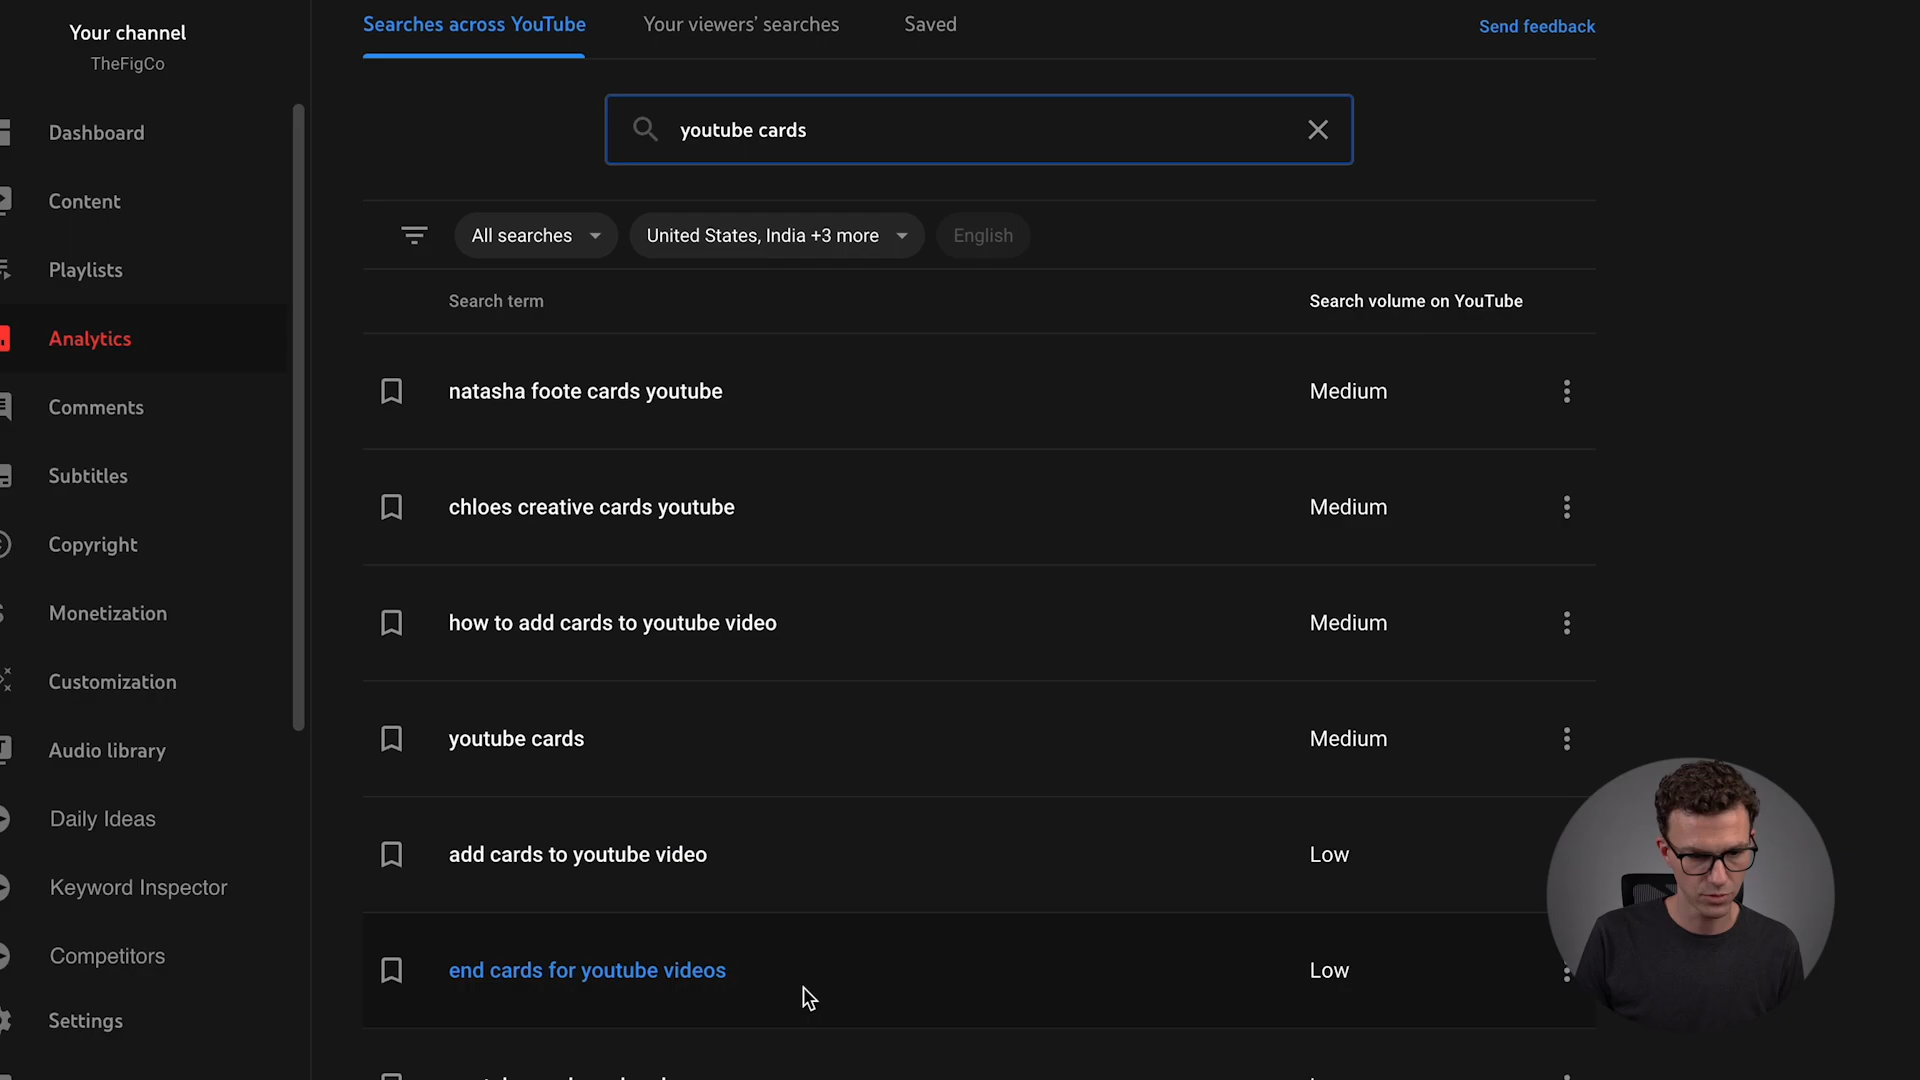 Your channel
TheFigCo
Dashboard
Content
Playlists
Analytics
Comments
Subtitles
Copyright
Monetization
Customization
Audio library
Daily Ideas
Keyword Inspector
Competitors
Settings
Searches across YouTube
Your viewers' searches
Saved
Send feedback
youtube cards
All searches
United States, India +3 more
English
Search term
Search volume on YouTube
natasha foote cards youtube
Medium
chloes creative cards youtube
Medium
how to add cards to youtube video
Medium
youtube cards
Medium
add cards to youtube video
Low
end cards for youtube videos
Low